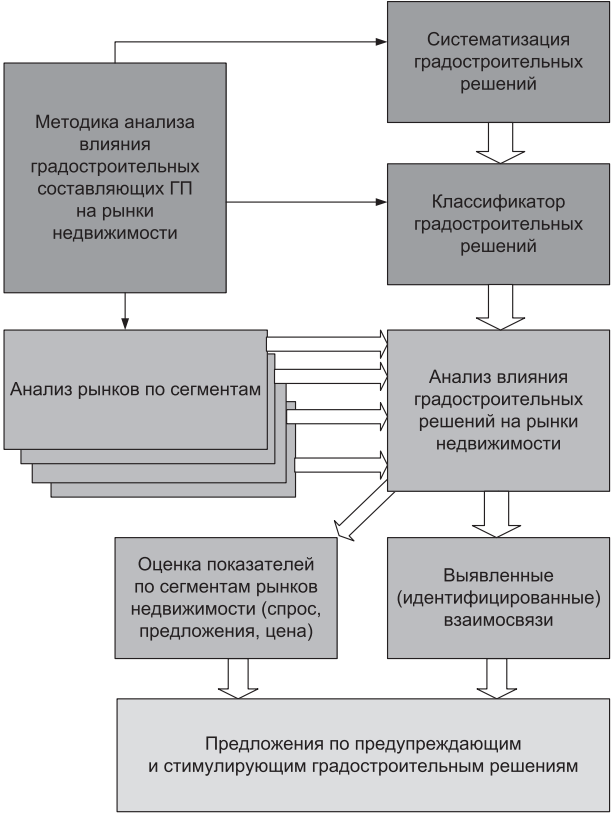 Систематизация
градостроительных
решений
Методика анализа
влияния
градостроительных
составляющих ГП
на рынки
недвижимости
Классификатор
градостроительных
решений
Анализ рынков по сегментам
Анализ влияния
градостроительных
решений на рынки
недвижимости
Оценка показателей
по сегментам рынков
недвижимости (спрос,
предложения, цена)
Выявленные
(идентифицированные)
взаимосвязи
Предложения по предупреждающим
и стимулирующим градостроительным решениям